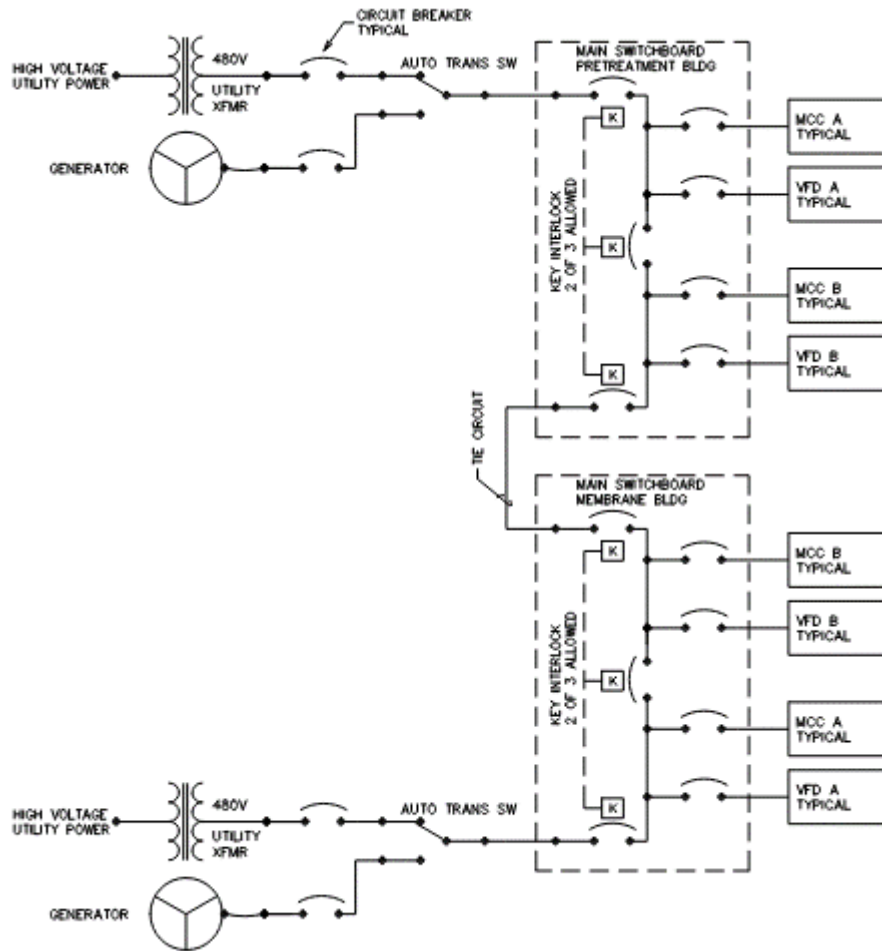 CIRCUIT BREAKER
TYPICAL
HIGH VOLTAGE
UTILITY POWER
480V
UTILITY
XFMR
AUTO TRANS SW
GENERATOR
MAIN SWITCHBOARD
PRETREATMENT BLDG
KEY INTERLOCK
2 OF 3 ALLOWED
K
K
K
MCC A
TYPICAL
VFD A
TYPICAL
MCC B
TYPICAL
VFD B
TYPICAL
TIE CIRCUIT
MAIN SWITCHBOARD
MEMBRANE BLDG
KEY INTERLOCK
2 OF 3 ALLOWED
K
K
K
MCC B
TYPICAL
VFD B
TYPICAL
MCC A
TYPICAL
VFD A
TYPICAL
HIGH VOLTAGE
UTILITY POWER
480V
UTILITY
XFMR
AUTO TRANS SW
GENERATOR